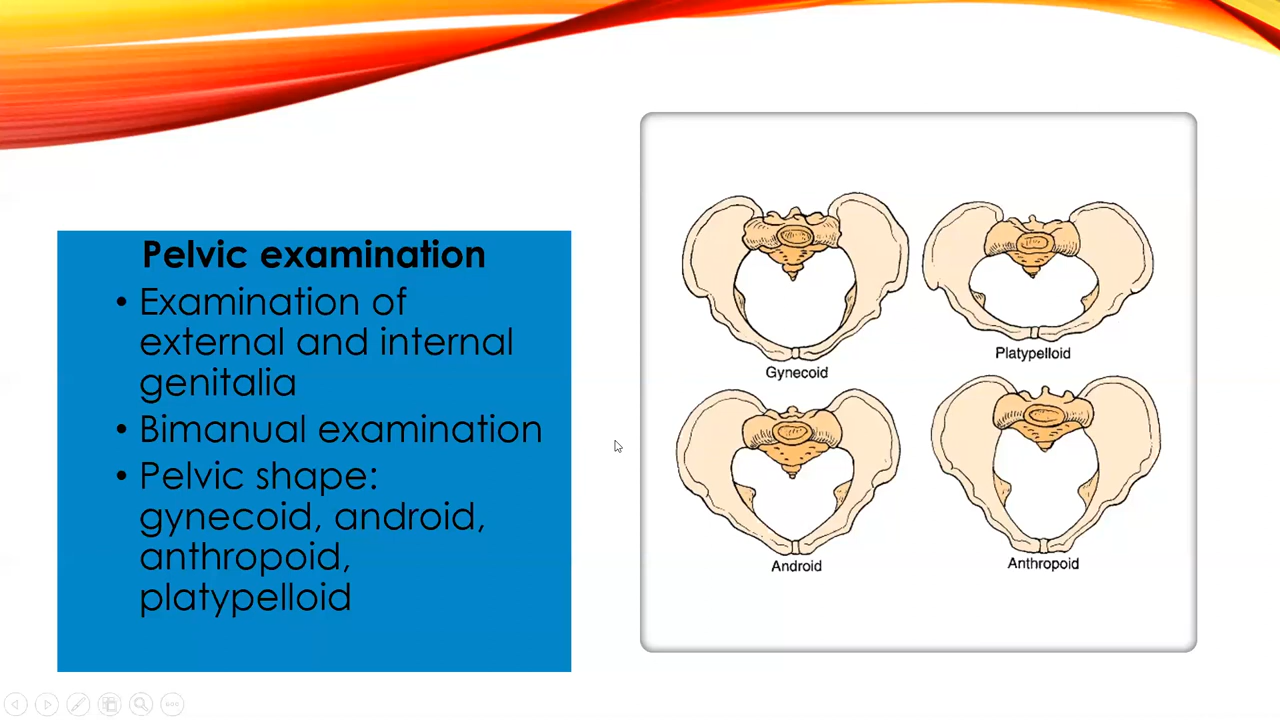 Pelvic examination
• Examination of
external and internal
genitalia
• Bimanual examination
• Pelvic shape:
gynecoid, android,
anthropoid,
platypelloid
Gynecoid
Platypelloid
Android
Anthropoid